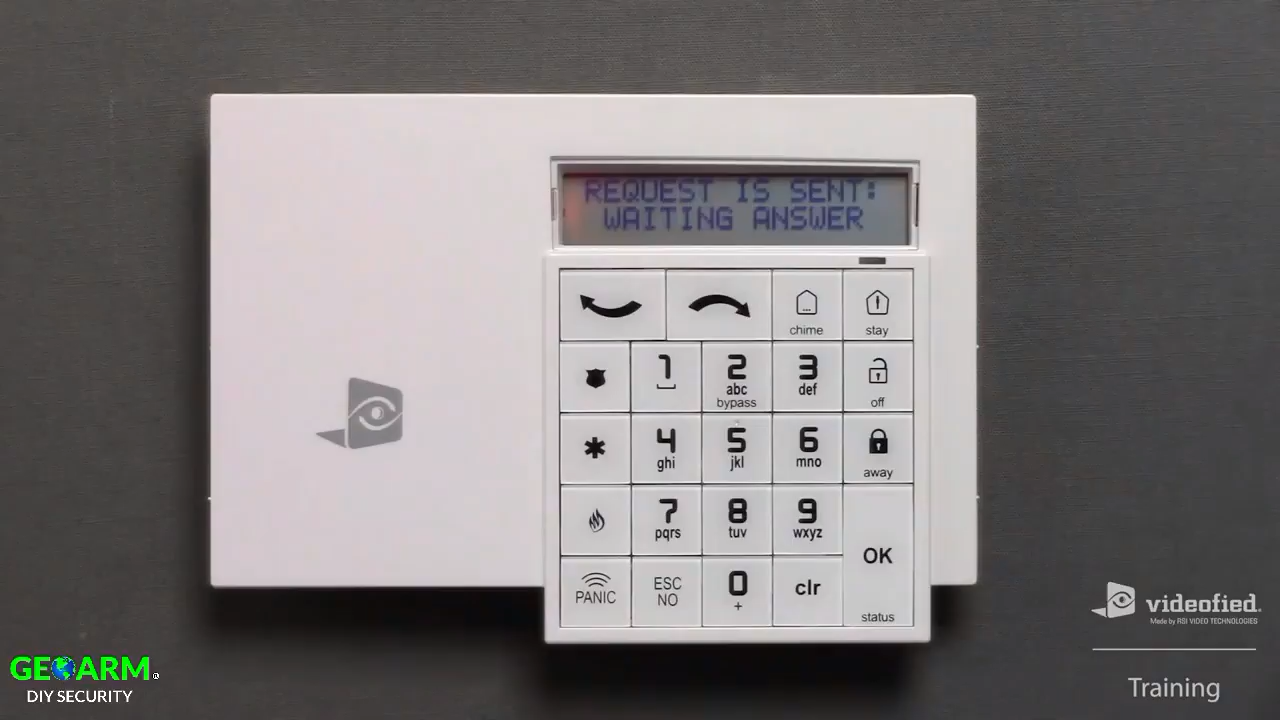 REQUEST IS SENT:
WAITING ANSWER
chime
stay
1
2
abc
bypass
3
def
off
4
ghi
5
jkl
6
mno
away
7
pqrs
8
tuv
9
wxyz
OK
status
PANIC
ESC
NO
0
+
clr
videofied®
Made by RSI VIDEO TECHNOLOGIES
Training
GEOARM®
DIY SECURITY